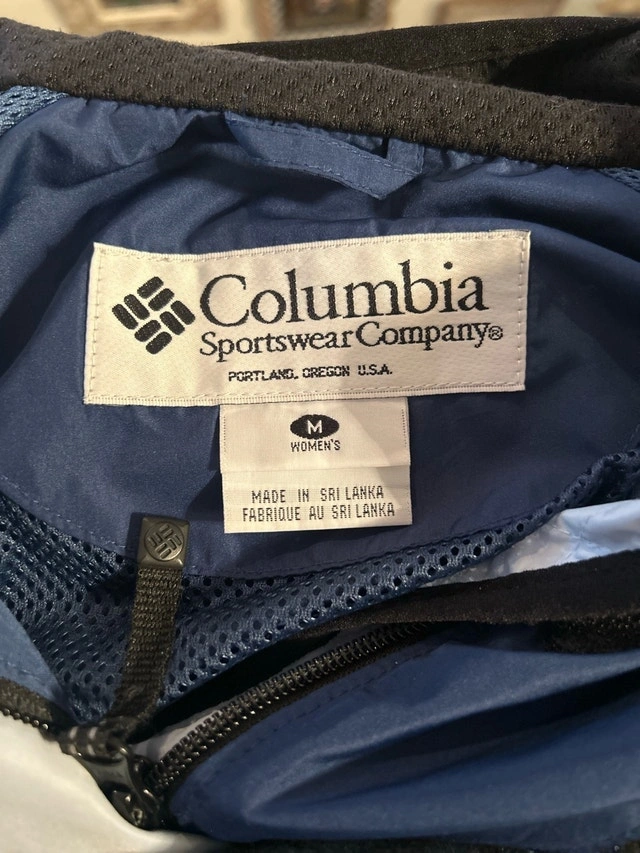 Columbia
Sportswear Company®
PORTLAND, OREGON U.S.A.
M
WOMEN'S
MADE IN SRI LANKA
FABRIQUE AU SRI LANKA